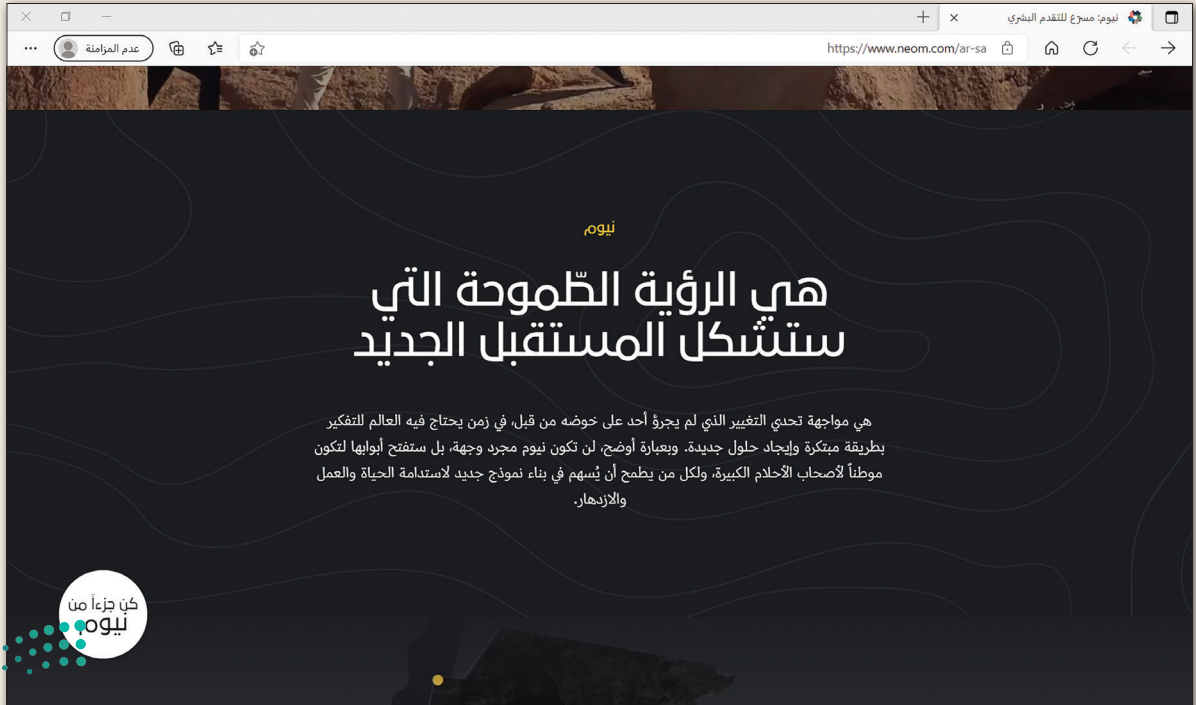 نيوم: مسرّع للتقدم البشري
https://www.neom.com/ar-sa
عدم المزامنة
نيوم
هي الرؤية الطّموحة التي
ستشكل المستقبل الجديد
هي مواجهة تحدي التغيير الذي لم يجرؤ أحد على خوضه من قبل، في زمن يحتاج فيه العالم للتفكير
بطريقة مبتكرة وإيجاد حلول جديدة. وبعبارة أوضح، لن تكون نيوم مجرد وجهة، بل ستفتح أبوابها لتكون
موطناً لأصحاب الأحلام الكبيرة، ولكل من يطمح أن يُسهم في بناء نموذج جديد لاستدامة الحياة والعمل
والازدهار.
كن جزءاً من
نيوم